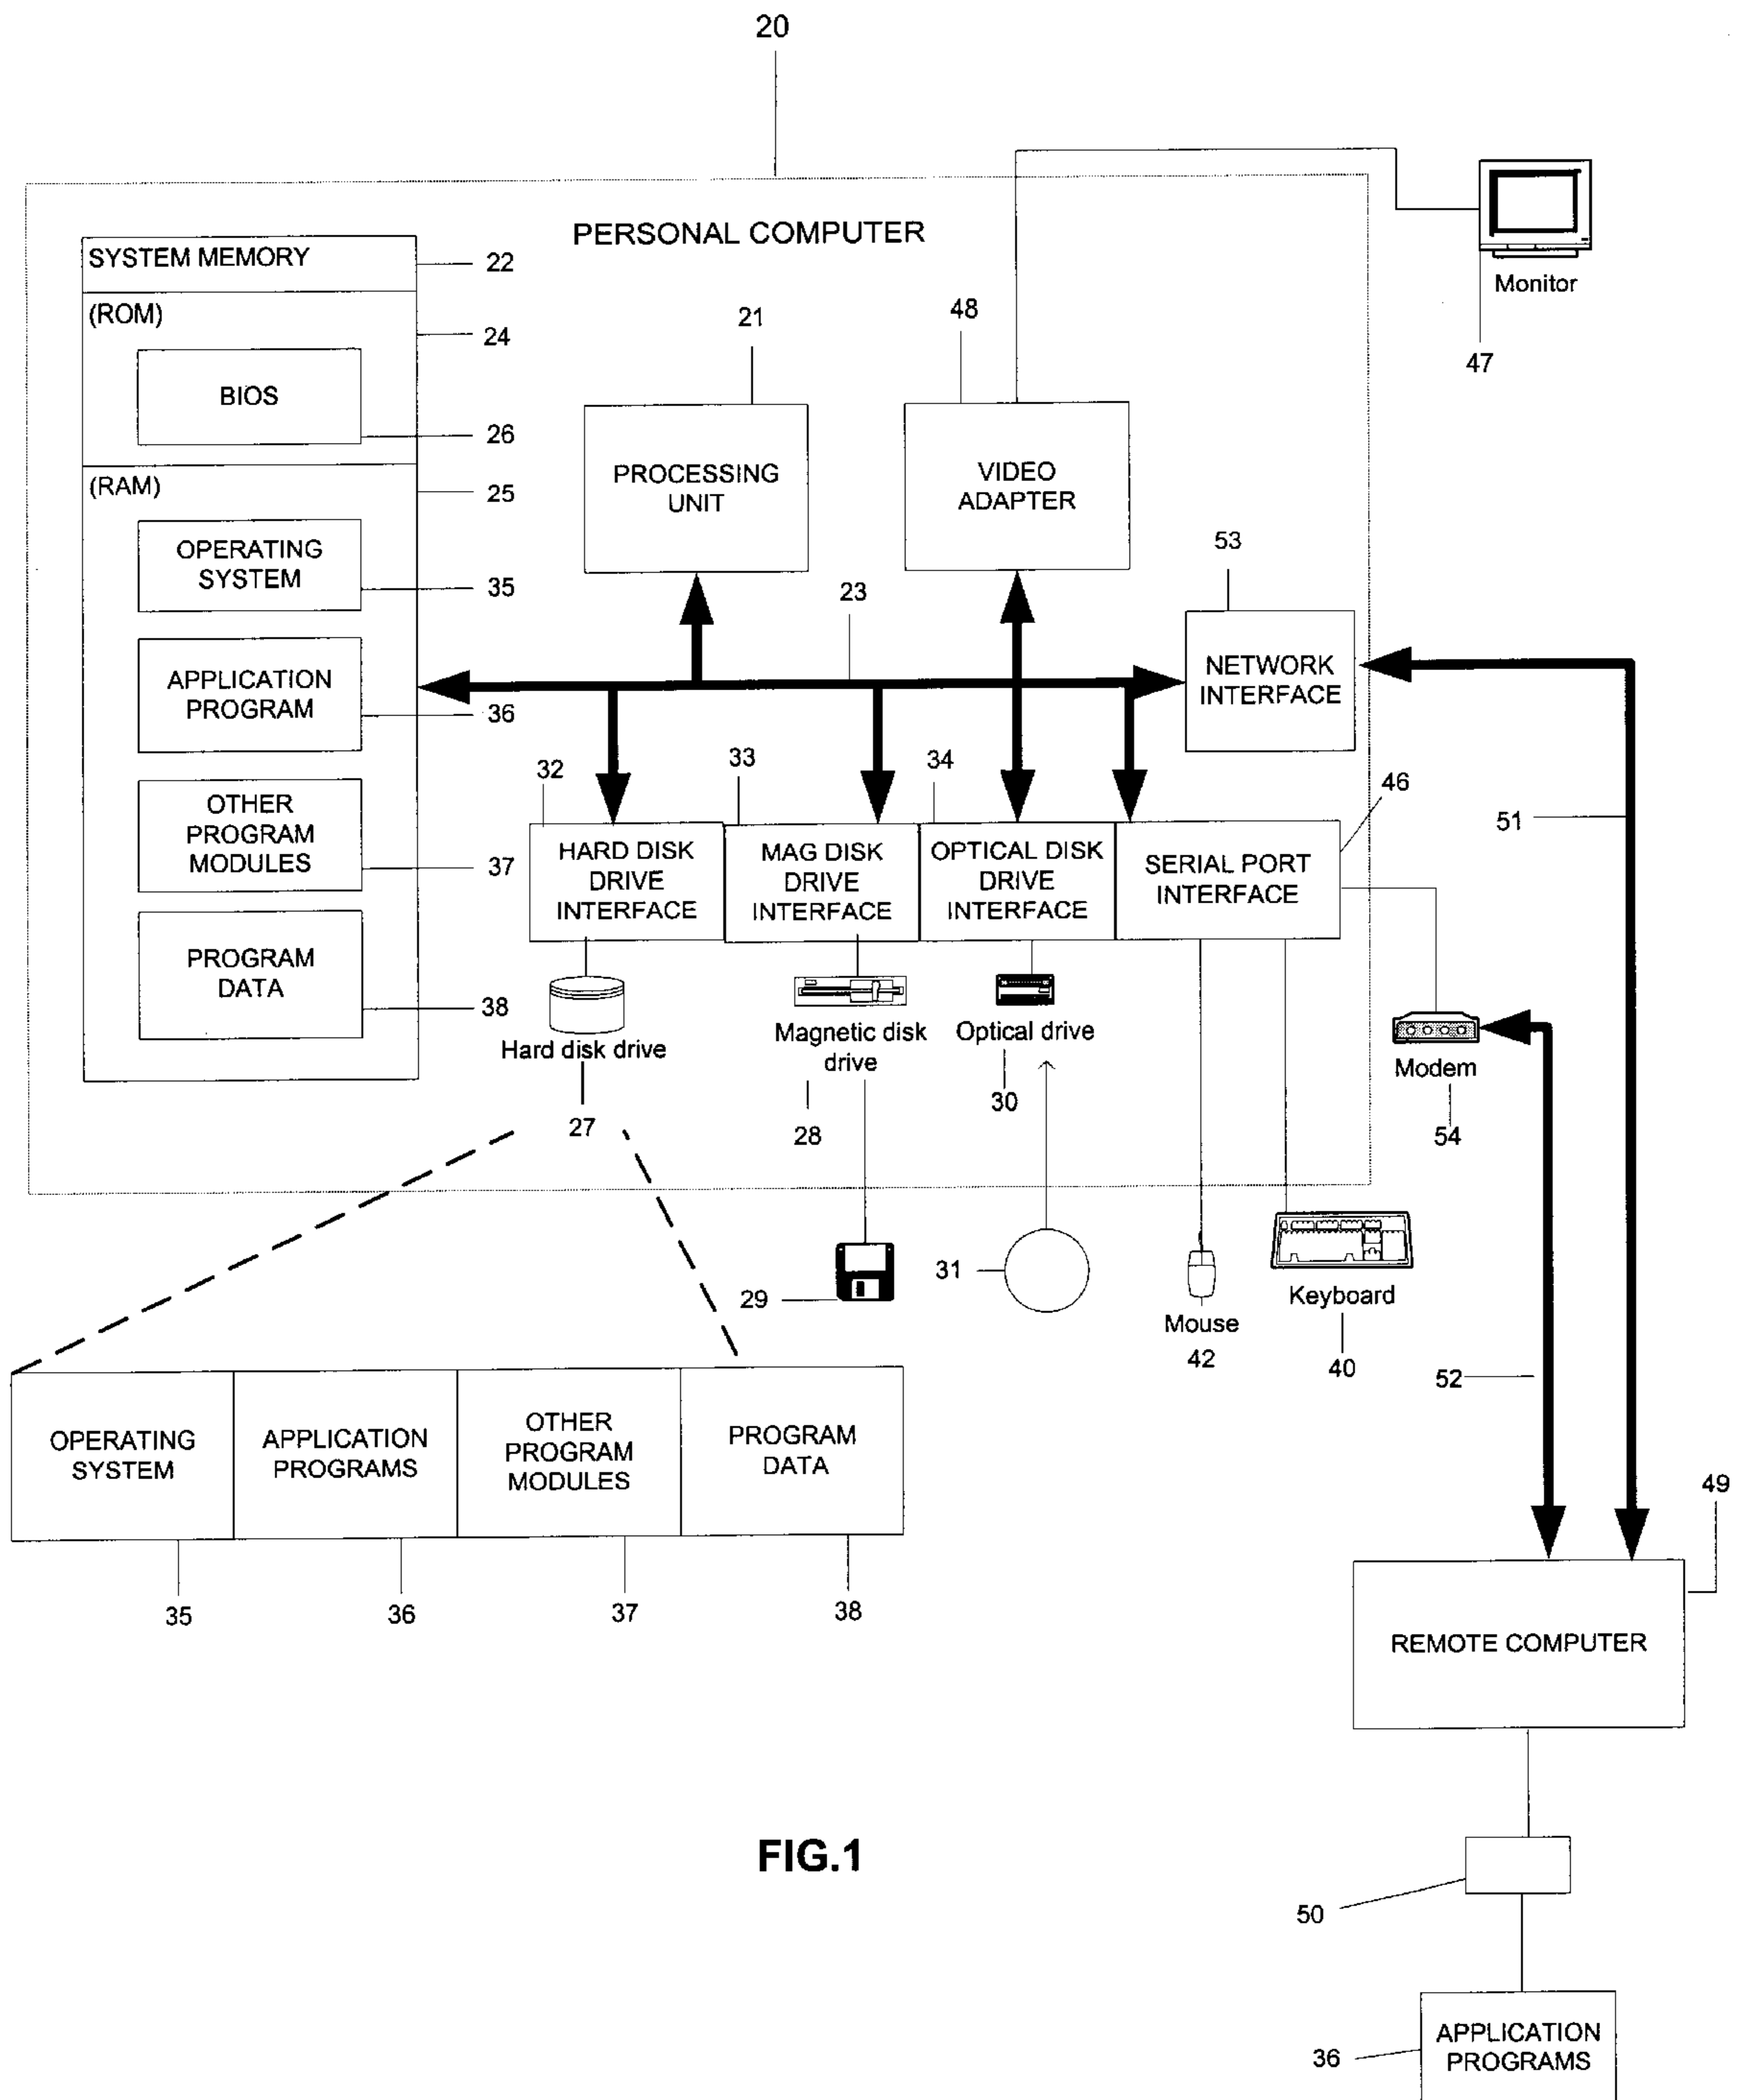 20
PERSONAL COMPUTER
SYSTEM MEMORY
22
(ROM)
24
BIOS
26
(RAM)
25
OPERATING
SYSTEM
35
APPLICATION
PROGRAM
36
OTHER
PROGRAM
MODULES
37
PROGRAM
DATA
38
21
PROCESSING
UNIT
48
VIDEO
ADAPTER
Monitor
47
23
53
NETWORK
INTERFACE
32
HARD DISK
DRIVE
INTERFACE
33
MAG DISK
DRIVE
INTERFACE
34
OPTICAL DISK
DRIVE
INTERFACE
46
SERIAL PORT
INTERFACE
51
Hard disk drive
27
Magnetic disk
drive
28
Optical drive
30
Modem
54
29
31
Mouse
42
Keyboard
40
52
OPERATING
SYSTEM
APPLICATION
PROGRAMS
OTHER
PROGRAM
MODULES
PROGRAM
DATA
35
36
37
38
49
REMOTE COMPUTER
FIG.1
50
36
APPLICATION
PROGRAMS